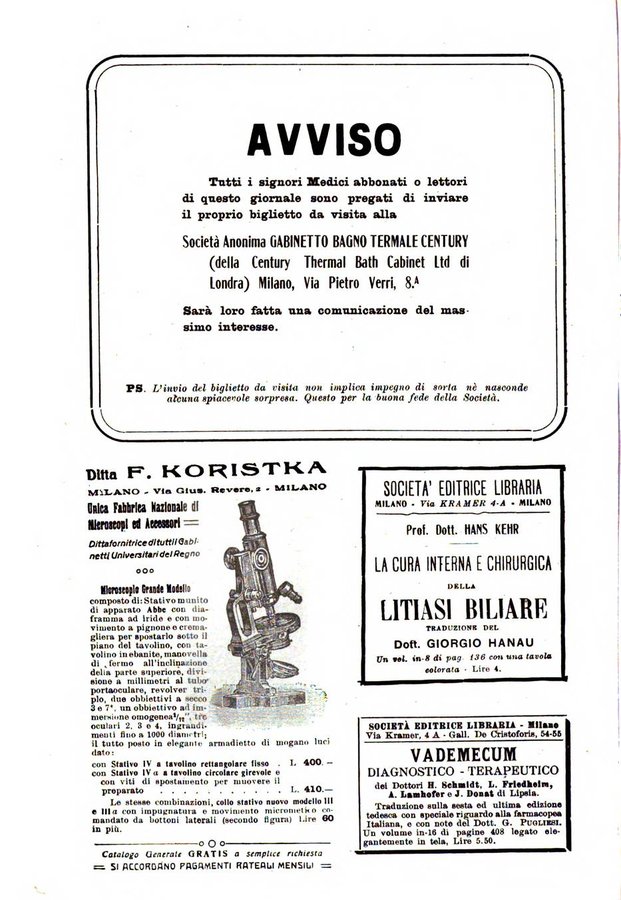 AVVISO
Tutti i signori Medici abbonati o lettori
di questo giornale sono pregati di inviare
il proprio biglietto da visita alla
Società Anonima GABINETTO BAGNO TERMALE CENTURY
(della Century Thermal Bath Cabinet Ltd di
Londra) Milano, Via Pietro Verri, 8.A
Sarà loro fatta una comunicazione del mas-
simo interesse.
PS. L'invio del biglietto da visita non implica impegno di sorta nè nasconde
alcuna spiacevole sorpresa. Questo per la buona fede della Società.
Ditta F. KORISTKA
MILANO - Via Gius. Revere, 2 - MILANO
Unica Fabbrica Nazionale di
Microscopi ed Accessori
Ditta fornitrice di tutti i Gabi-
netti Universitari del Regno
Microscopio Grande Modello
composto di: Stativo munito
di apparato Abbe con dia-
framma ad iride e con mo-
vimento a pignone e crema-
gliera per spostarlo sotto il
piano del tavolino, con ta-
volino in ebanite, manovella
di fermo all'inclinazione
della parte superiore, divi-
sione a millimetri al tubo
portaoculare, revolver tri-
plo, due obbiettivi a secco
3 e 7*, un obbiettivo ad im-
mersione omogenea 1/12", tre
oculari 2, 3 e 4, ingrandi-
menti fino a 1000 diametri;
il tutto posto in elegante armadietto di mogano luci
dato:
con Stativo IV a tavolino rettangolare fisso . L. 400.—
con Stativo IV a a tavolino circolare girevole e
con viti di spostamento per muovere il
preparato . . . . . . . . . . L. 410.—
Le stesse combinazioni, collo stativo nuovo modello III
e III a con impugnatura e movimento micrometrico co-
mandato da bottoni laterali (secondo figura) Lire 60
in più.
Catalogo Generale GRATIS a semplice richiesta
SI ACCORDANO PAGAMENTI RATEALI MENSILI
SOCIETA' EDITRICE LIBRARIA
MILANO - Via KRAMER 4-A - MILANO
Prof. Dott. HANS KEHR
LA CURA INTERNA E CHIRURGICA
DELLA
LITIASI BILIARE
TRADUZIONE DEL
Dott. GIORGIO HANAU
Un vol. in-8 di pag. 136 con una tavola
colorata - Lire 4.
SOCIETÀ EDITRICE LIBRARIA - Milano
Via Kramer, 4 A - Gall. De Cristoforis, 54-55
VADEMECUM
DIAGNOSTICO - TERAPEUTICO
dei Dottori H. Schmidt, L. Friedheim,
A. Lamhofer e J. Donat di Lipsia.
Traduzione sulla sesta ed ultima edizione
tedesca con speciale riguardo alla farmacopea
Italiana, e con note del Dott. G. PUGLIESI.
Un volume in-16 di pagine 408 legato ele-
gantemente in tela, Lire 5.50.